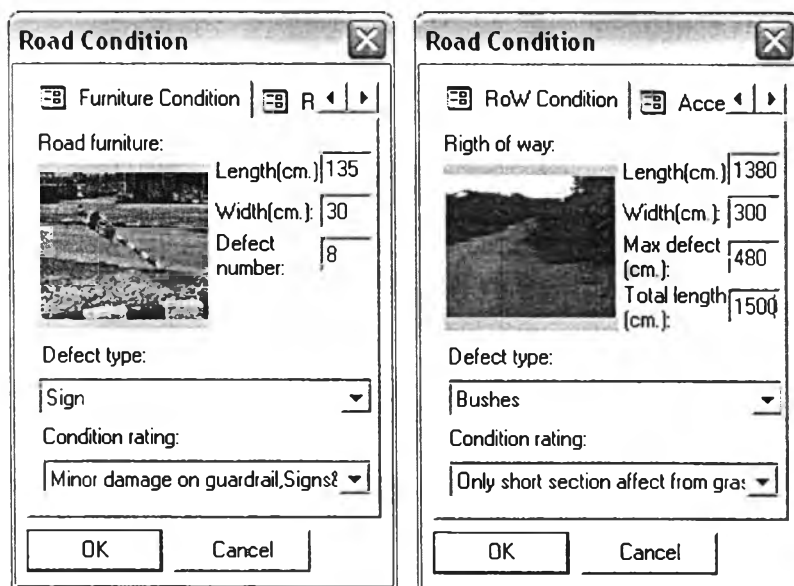 Road Condition
Furniture Condition R
Road furniture:
Length(cm.) 135
Width(cm.): 30
Defect number: 8
Defect type:
Sign
Condition rating:
Minor damage on guardrail,Signs&
OK Cancel
Road Condition
RoW Condition Acce
Rigth of way:
Length(cm.) 1380
Width(cm.): 300
Max defect (cm.): 480
Total length (cm.): 1500
Defect type:
Bushes
Condition rating:
Only short section affect from gras
OK Cancel